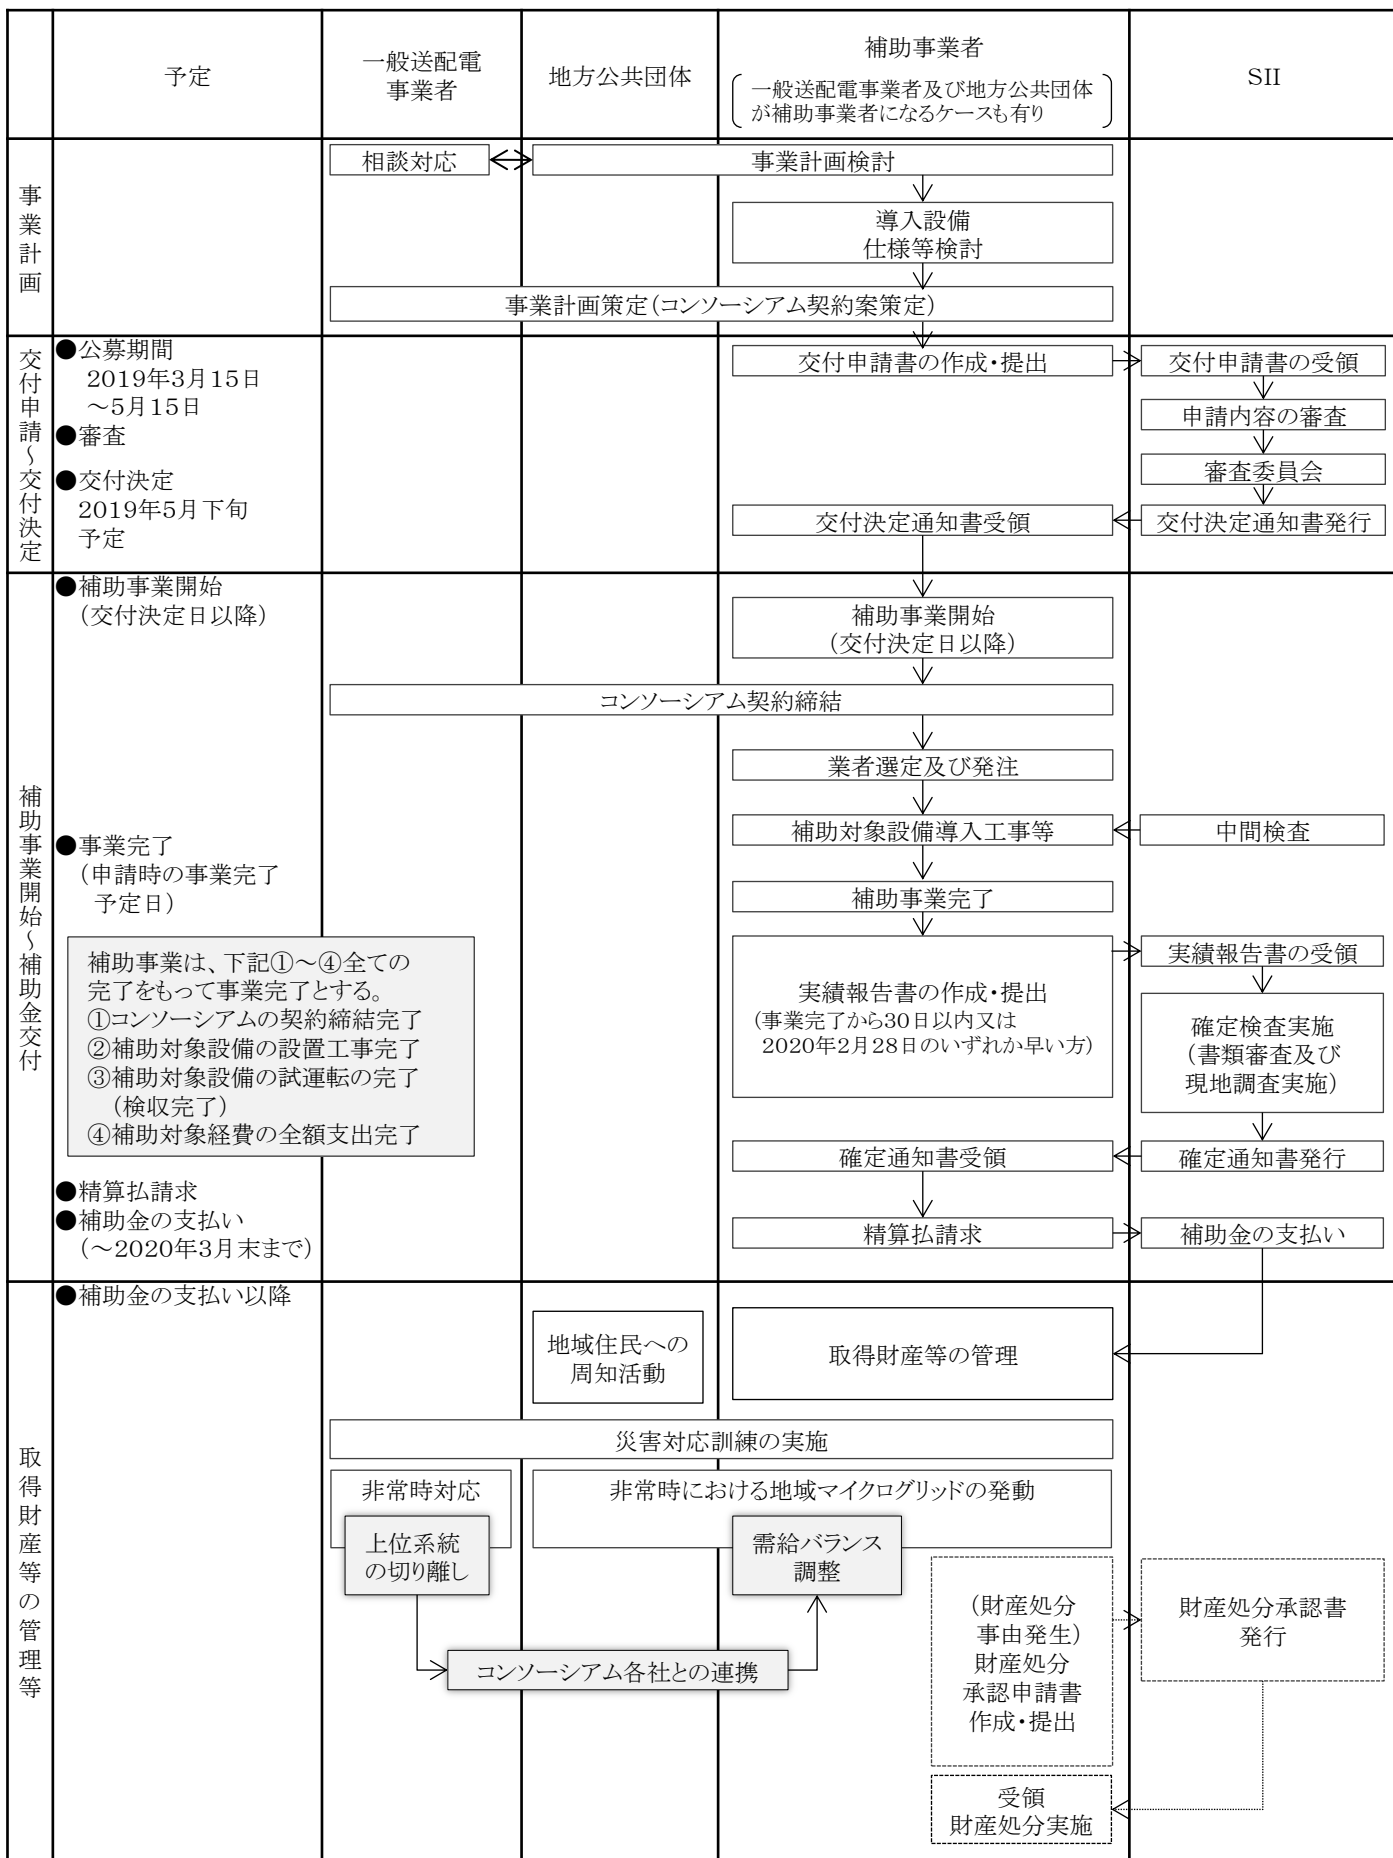 予定
一般送配電
事業者
地方公共団体
補助事業者
一般送配電事業者及び地方公共団体
が補助事業者になるケースも有り
SII
事業計画
相談対応
事業計画検討
導入設備
仕様等検討
事業計画策定(コンソーシアム契約案策定)
交付申請～交付決定
●公募期間
2019年3月15日
～5月15日
●審査
●交付決定
2019年5月下旬
予定
交付申請書の作成・提出
交付申請書の受領
申請内容の審査
審査委員会
交付決定通知書受領
交付決定通知書発行
補助事業開始～補助金交付
●補助事業開始
(交付決定日以降)
補助事業開始
(交付決定日以降)
コンソーシアム契約締結
業者選定及び発注
補助対象設備導入工事等
中間検査
●事業完了
(申請時の事業完了
予定日)
補助事業完了
補助事業は、下記①～④全ての
完了をもって事業完了とする。
①コンソーシアムの契約締結完了
②補助対象設備の設置工事完了
③補助対象設備の試運転の完了
(検収完了)
④補助対象経費の全額支出完了
実績報告書の作成・提出
(事業完了から30日以内又は
2020年2月28日のいずれか早い方)
実績報告書の受領
確定検査実施
(書類審査及び
現地調査実施)
確定通知書受領
確定通知書発行
●精算払請求
●補助金の支払い
(～2020年3月末まで)
精算払請求
補助金の支払い
取得財産等の管理等
●補助金の支払い以降
地域住民への
周知活動
取得財産等の管理
災害対応訓練の実施
非常時対応
非常時における地域マイクログリッドの発動
上位系統
の切り離し
需給バランス
調整
コンソーシアム各社との連携
(財産処分
事由発生)
財産処分
承認申請書
作成・提出
財産処分承認書
発行
受領
財産処分実施